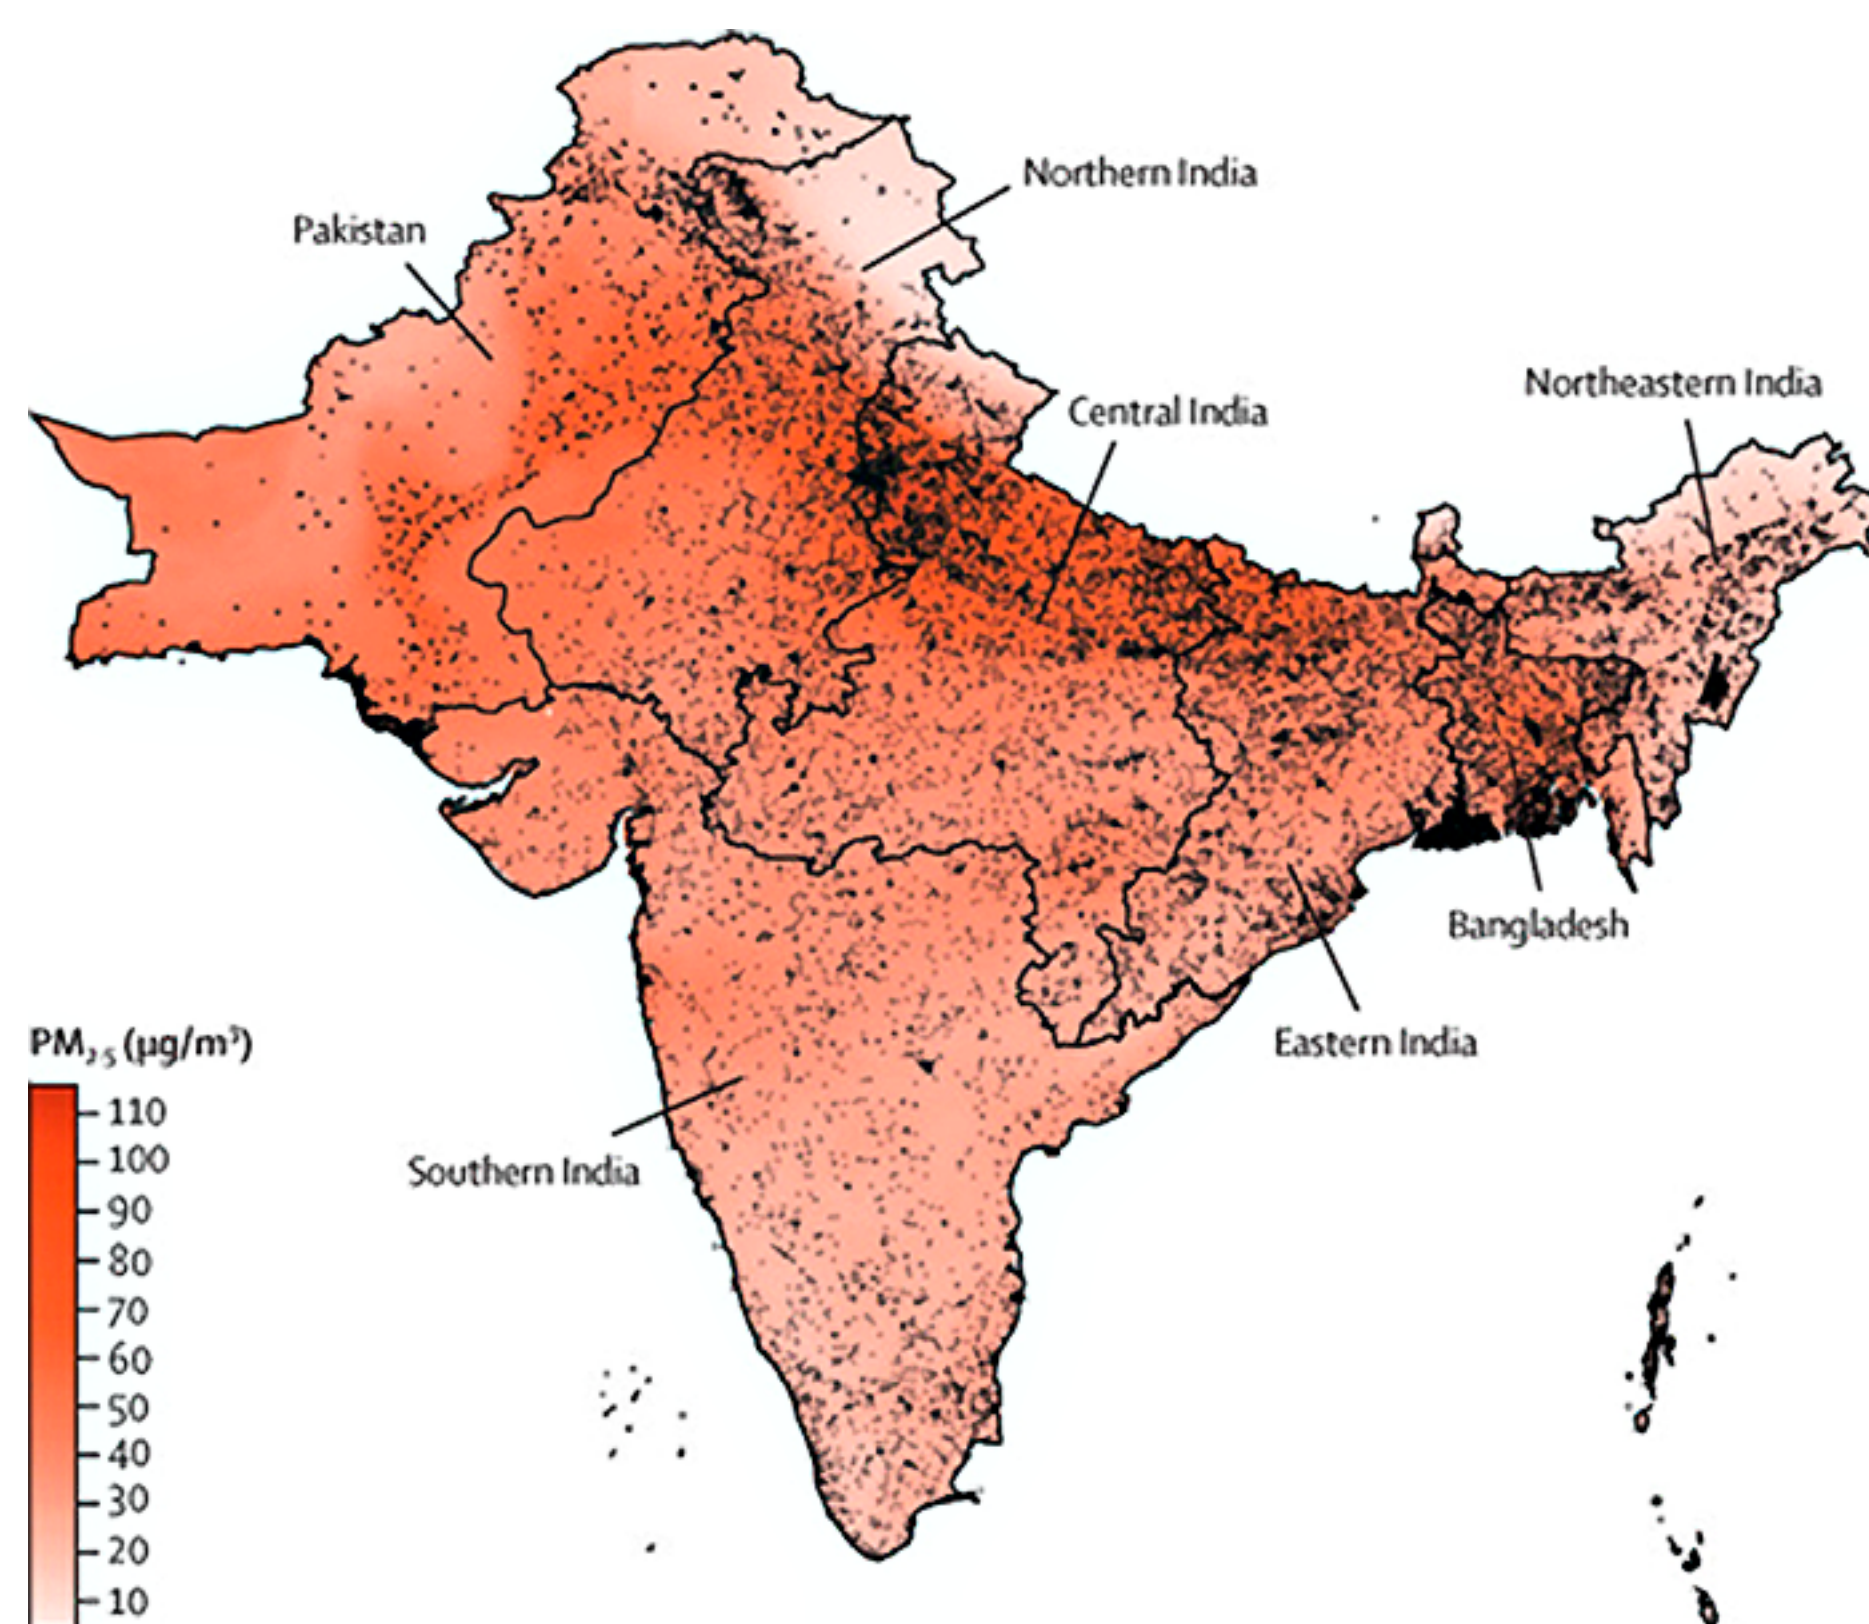 Northern India
Pakistan
Northeastern India
Central India
Bangladesh
Eastern India
PM₂.₅ (µg/m³)
110
100
90
80
70
60
50
40
30
20
10
Southern India